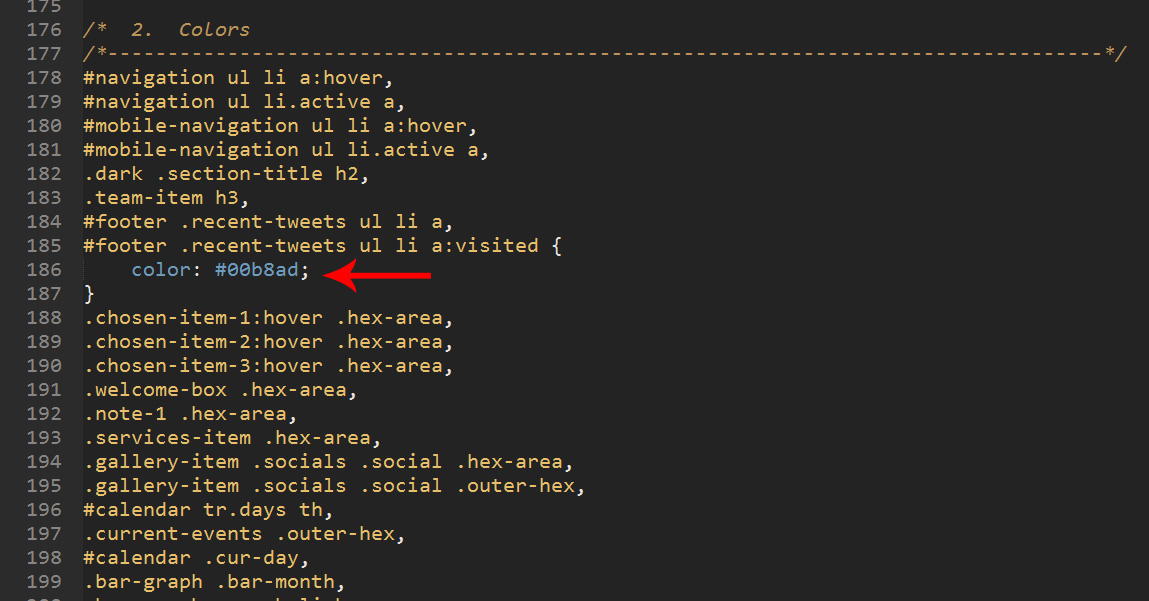 175
176 /*  2.  Colors
177 /*-----------------------------------------------------------------------------------*/
178 #navigation ul li a:hover,
179 #navigation ul li.active a,
180 #mobile-navigation ul li a:hover,
181 #mobile-navigation ul li.active a,
182 .dark .section-title h2,
183 .team-item h3,
184 #footer .recent-tweets ul li a,
185 #footer .recent-tweets ul li a:visited {
186     color: #00b8ad;
187 }
188 .chosen-item-1:hover .hex-area,
189 .chosen-item-2:hover .hex-area,
190 .chosen-item-3:hover .hex-area,
191 .welcome-box .hex-area,
192 .note-1 .hex-area,
193 .services-item .hex-area,
194 .gallery-item .socials .social .hex-area,
195 .gallery-item .socials .social .outer-hex,
196 #calendar tr.days th,
197 .current-events .outer-hex,
198 #calendar .cur-day,
199 .bar-graph .bar-month,